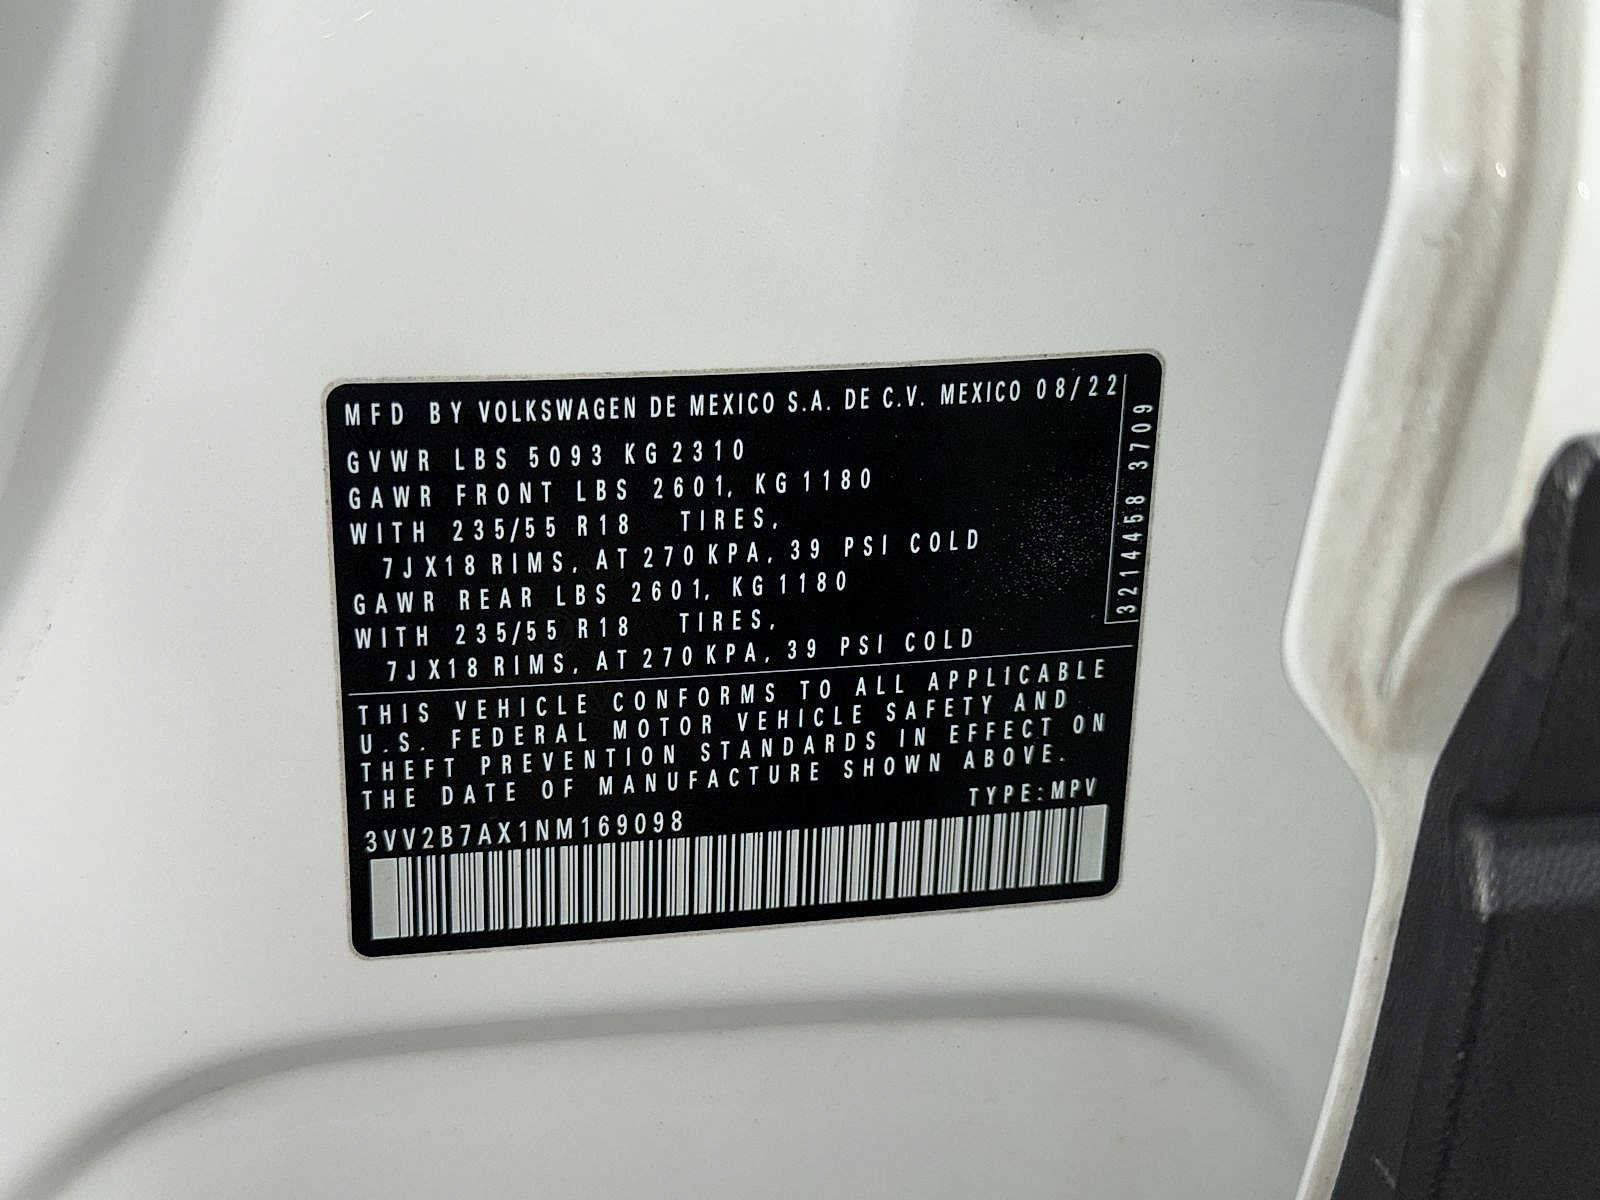 MFD BY VOLKSWAGEN DE MEXICO S.A. DE C.V. MEXICO 08/22
GVWR LBS 5093 KG 2310
GAWR FRONT LBS 2601, KG 1180
WITH 235/55 R18 TIRES,
7JX18 RIMS, AT 270 KPA, 39 PSI COLD
GAWR REAR LBS 2601, KG 1180
WITH 235/55 R18 TIRES,
7JX18 RIMS, AT 270 KPA, 39 PSI COLD
32144458 3709
THIS VEHICLE CONFORMS TO ALL APPLICABLE
U.S. FEDERAL MOTOR VEHICLE SAFETY AND
THEFT PREVENTION STANDARDS IN EFFECT ON
THE DATE OF MANUFACTURE SHOWN ABOVE.
TYPE:MPV
3VV2B7AX1NM169098